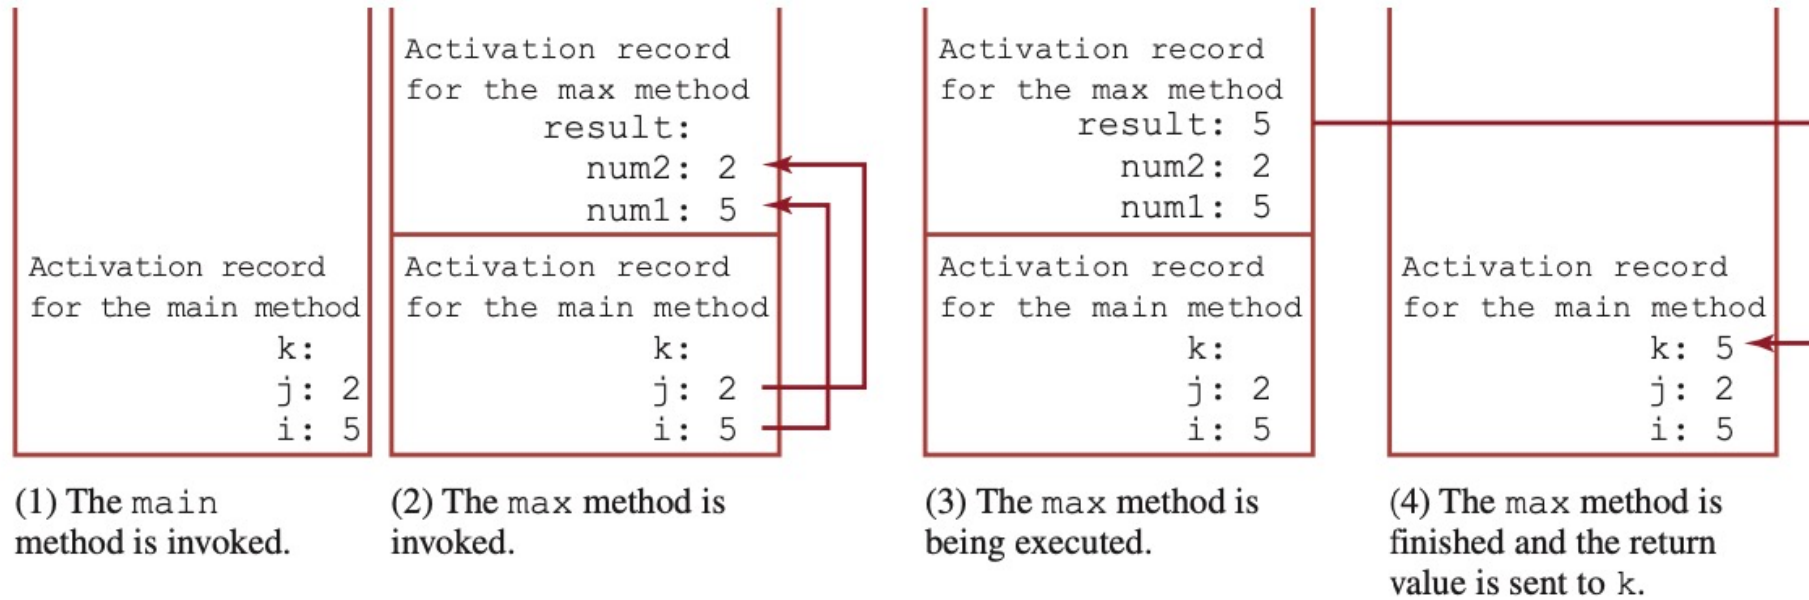 Activation record
for the main method
k:
j: 2
i: 5
(1) The main
method is invoked.
Activation record
for the max method
result:
num2: 2
num1: 5
Activation record
for the main method
k:
j: 2
i: 5
(2) The max method is
invoked.
Activation record
for the max method
result: 5
num2: 2
num1: 5
Activation record
for the main method
k:
j: 2
i: 5
(3) The max method is
being executed.
Activation record
for the main method
k: 5
j: 2
i: 5
(4) The max method is
finished and the return
value is sent to k.